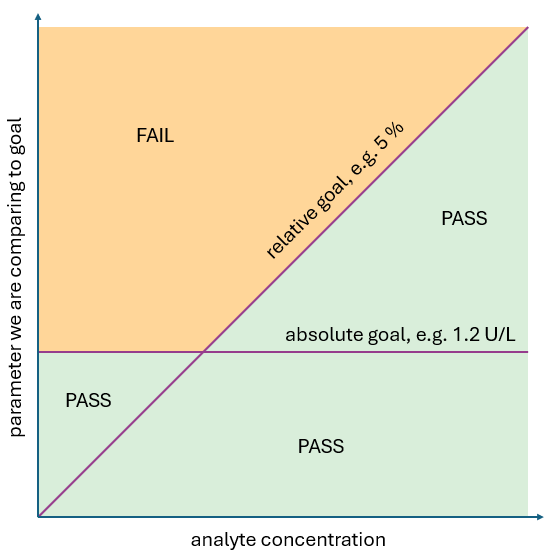 FAIL
relative goal, e.g. 5 %
PASS
absolute goal, e.g. 1.2 U/L
PASS
PASS
parameter we are comparing to goal
analyte concentration